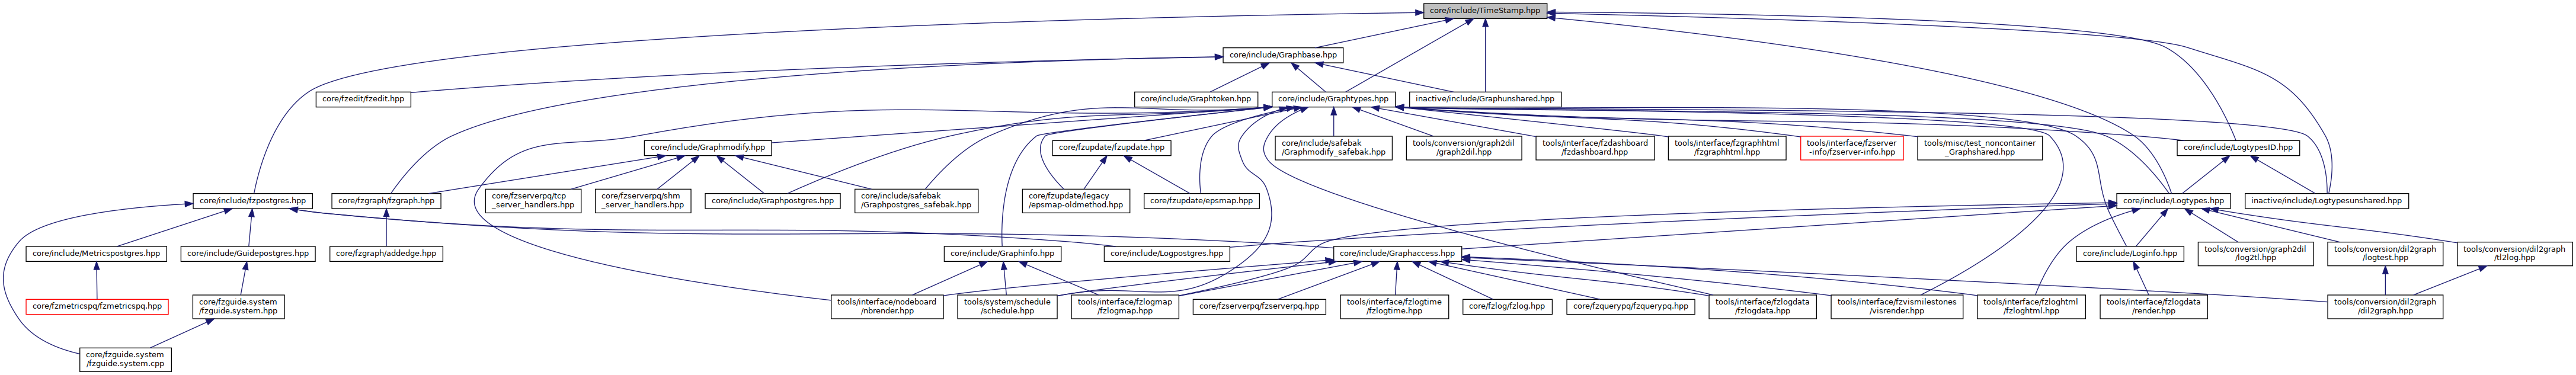 core/include/TimeStamp.hpp
core/include/Graphbase.hpp
core/fzedit/fzedit.hpp
core/include/Graphtoken.hpp
core/include/Graphtypes.hpp
inactive/include/Graphunshared.hpp
core/include/Graphmodify.hpp
core/fzupdate/fzupdate.hpp
core/include/safebak
/Graphmodify_safebak.hpp
tools/conversion/graph2dil
/graph2dil.hpp
tools/interface/fzdashboard
/fzdashboard.hpp
tools/interface/fzgraphhtml
/fzgraphhtml.hpp
tools/interface/fzserver
-info/fzserver-info.hpp
tools/misc/test_noncontainer
_Graphshared.hpp
core/include/LogtypesID.hpp
core/include/fzpostgres.hpp
core/fzgraph/fzgraph.hpp
core/fzserverpq/tcp
_server_handlers.hpp
core/fzserverpq/shm
_server_handlers.hpp
core/include/Graphpostgres.hpp
core/include/safebak
/Graphpostgres_safebak.hpp
core/fzupdate/legacy
/epsmap-oldmethod.hpp
core/fzupdate/epsmap.hpp
core/include/Logtypes.hpp
inactive/include/Logtypesunshared.hpp
core/include/Metricspostgres.hpp
core/include/Guidepostgres.hpp
core/fzgraph/addedge.hpp
core/include/Graphinfo.hpp
core/include/Logpostgres.hpp
core/include/Graphaccess.hpp
core/include/Loginfo.hpp
tools/conversion/graph2dil
/log2tl.hpp
tools/conversion/dil2graph
/logtest.hpp
tools/conversion/dil2graph
/tl2log.hpp
core/fzmetricspq/fzmetricspq.hpp
core/fzguide.system
/fzguide.system.hpp
tools/interface/nodeboard
/nbrender.hpp
tools/system/schedule
/schedule.hpp
tools/interface/fzlogmap
/fzlogmap.hpp
core/fzserverpq/fzserverpq.hpp
tools/interface/fzlogtime
/fzlogtime.hpp
core/fzlog/fzlog.hpp
core/fzquerypq/fzquerypq.hpp
tools/interface/fzlogdata
/fzlogdata.hpp
tools/interface/fzvismilestones
/visrender.hpp
tools/interface/fzloghtml
/fzloghtml.hpp
tools/interface/fzlogdata
/render.hpp
tools/conversion/dil2graph
/dil2graph.hpp
core/fzguide.system
/fzguide.system.cpp